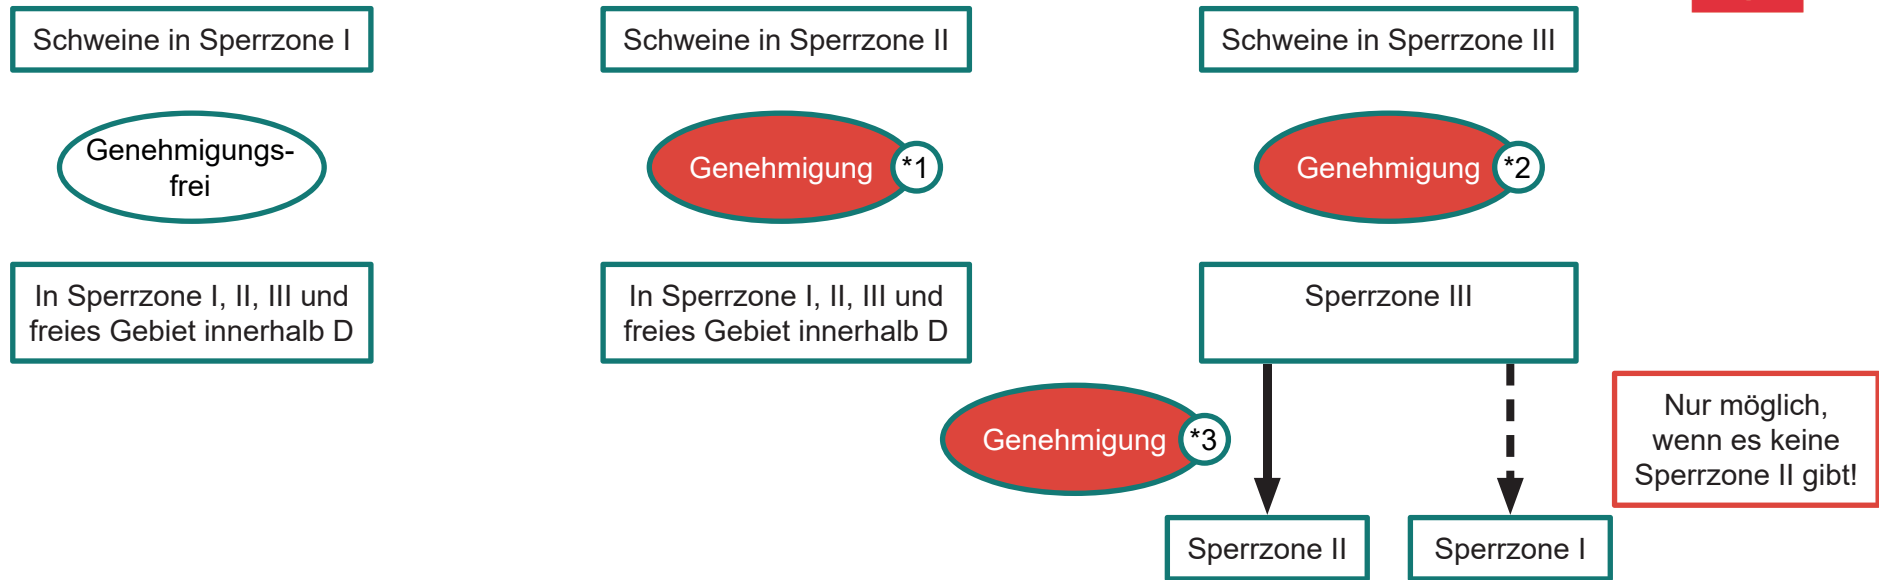 Schweine in Sperrzone I
Schweine in Sperrzone II
Schweine in Sperrzone III
Genehmigungs-
frei
Genehmigung *1
Genehmigung *2
In Sperrzone I, II, III und
freies Gebiet innerhalb D
In Sperrzone I, II, III und
freies Gebiet innerhalb D
Sperrzone III
Genehmigung *3
Nur möglich,
wenn es keine
Sperrzone II gibt!
Sperrzone II
Sperrzone I